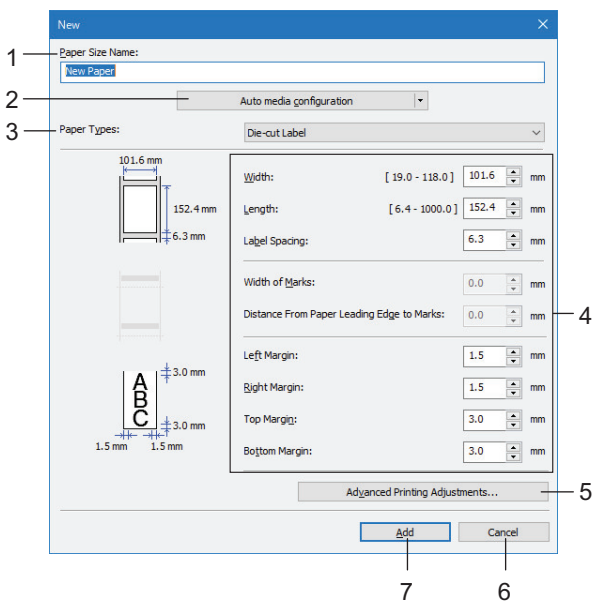 New
1
Paper Size Name:
New Paper
2
Auto media configuration
3
Paper Types:
Die-cut Label
101.6 mm
152.4 mm
6.3 mm
Width: [ 19.0 - 118.0 ] 101.6 mm
Length: [ 6.4 - 1000.0 ] 152.4 mm
Label Spacing: 6.3 mm
Width of Marks: 0.0 mm
Distance From Paper Leading Edge to Marks: 0.0 mm
4
3.0 mm
A
B
C
3.0 mm
1.5 mm 1.5 mm
Left Margin: 1.5 mm
Right Margin: 1.5 mm
Top Margin: 3.0 mm
Bottom Margin: 3.0 mm
Advanced Printing Adjustments...
5
Add Cancel
7 6